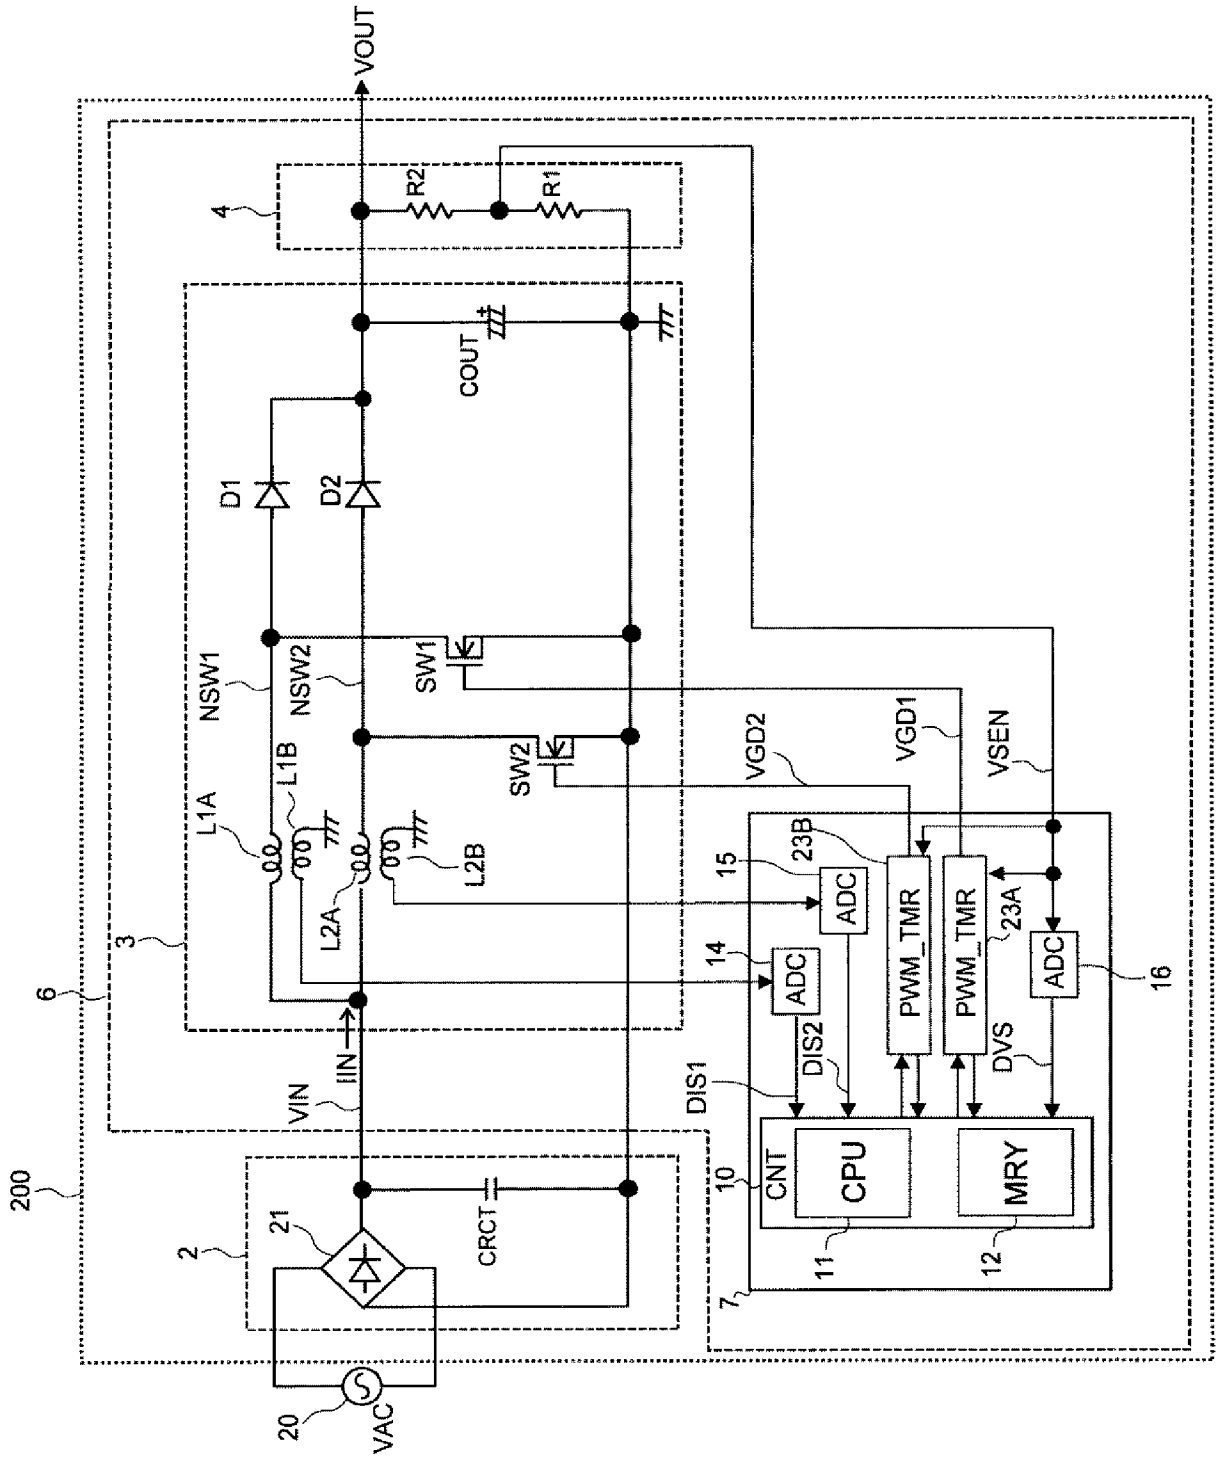 200
6
3
4
VOUT
R2
R1
COUT
D1
D2
NSW1
NSW2
SW1
SW2
L1A
L1B
L2A
L2B
IIN
VIN
2
21
CRCT
20
VAC
VGD2
VGD1
VSEN
15
23B
14
ADC
ADC
PWM_TMR
PWM_TMR
23A
ADC
16
DIS1
DIS2
DVS
10
CNT
CPU
MRY
11
12
7